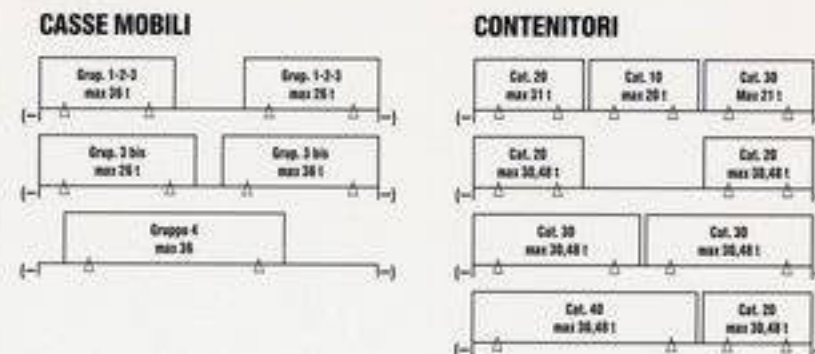 CASSE MOBILI
Grup. 1-2-3
max 36 t
Grup. 1-2-3
max 26 t
Grup. 3 bis
max 26 t
Grup. 3 bis
max 36 t
Gruppo 4
max 36
CONTENITORI
Cat. 20
max 31 t
Cat. 10
max 20 t
Cat. 30
Max 21 t
Cat. 20
max 30,48 t
Cat. 20
max 30,48 t
Cat. 30
max 30,48 t
Cat. 30
max 30,48 t
Cat. 40
max 30,48 t
Cat. 20
max 30,48 t